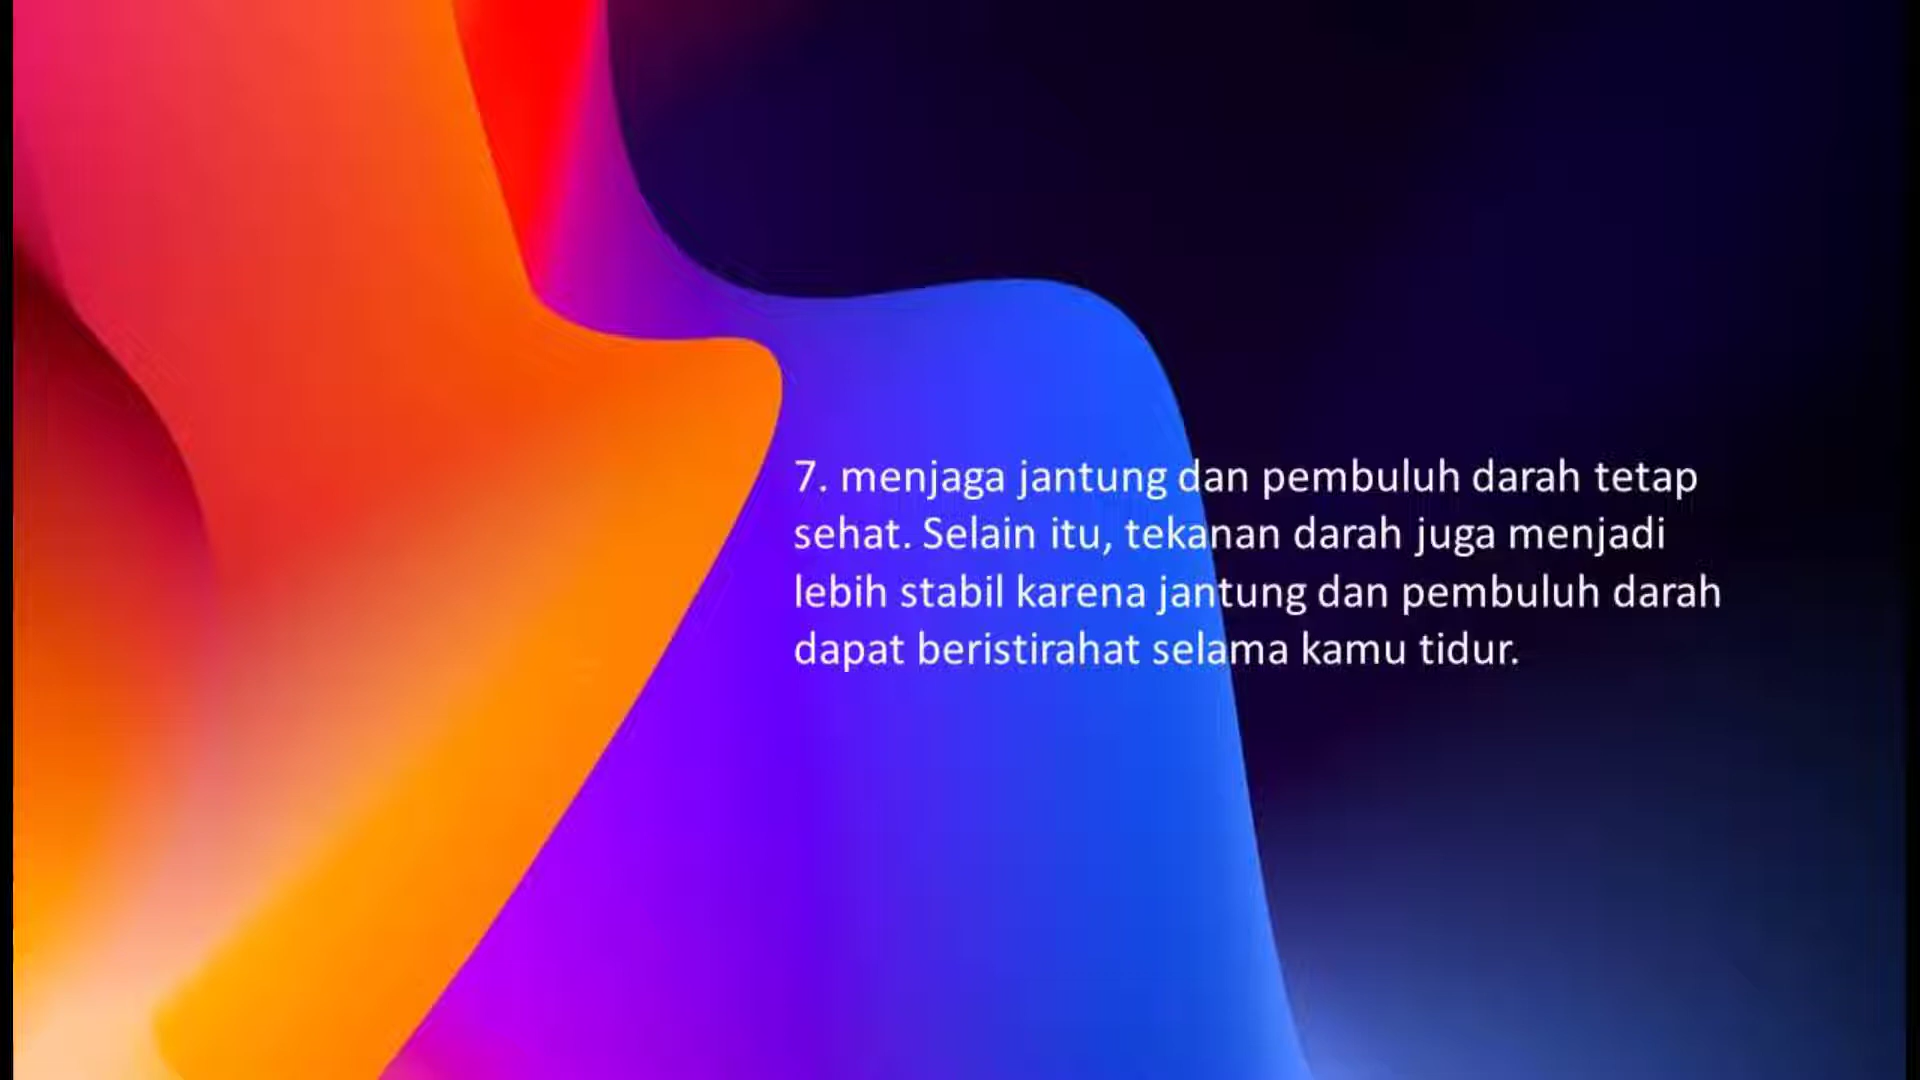 7. menjaga jantung dan pembuluh darah tetap
sehat. Selain itu, tekanan darah juga menjadi
lebih stabil karena jantung dan pembuluh darah
dapat beristirahat selama kamu tidur.